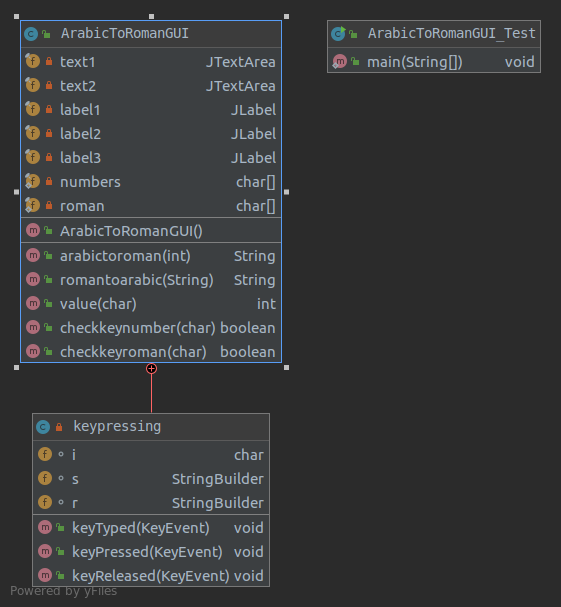 ArabicToRomanGUI
text1 JTextArea
text2 JTextArea
label1 JLabel
label2 JLabel
label3 JLabel
numbers char[]
roman char[]
ArabicToRomanGUI()
arabictoroman(int) String
romantoarabic(String) String
value(char) int
checkkeynumber(char) boolean
checkkeyroman(char) boolean
ArabicToRomanGUI_Test
main(String[]) void
keypressing
i char
s StringBuilder
r StringBuilder
keyTyped(KeyEvent) void
keyPressed(KeyEvent) void
keyReleased(KeyEvent) void
Powered by yFiles